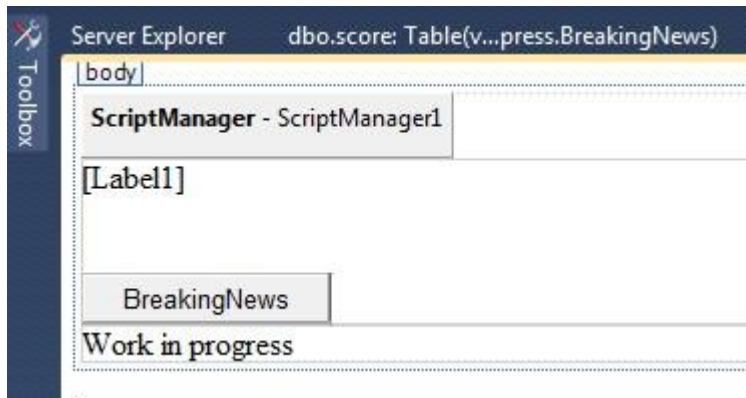 Toolbox
Server Explorer dbo.score: Table(v...press.BreakingNews)
body
ScriptManager - ScriptManager1
[Label1]
BreakingNews
Work in progress